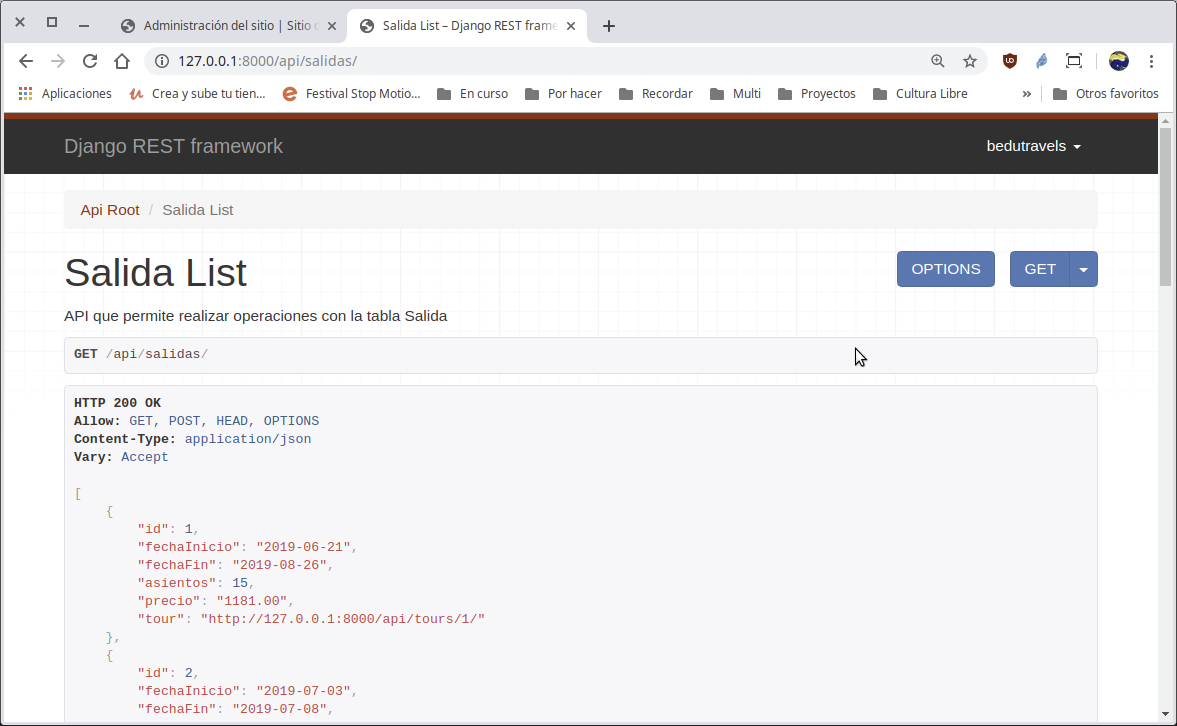 Administración del sitio | Sitio
Salida List – Django REST frame
127.0.0.1:8000/api/salidas/
Aplicaciones
Crea y sube tu tien...
Festival Stop Motio...
En curso
Por hacer
Recordar
Multi
Proyectos
Cultura Libre
»
Otros favoritos
Django REST framework
bedutravels
Api Root / Salida List
Salida List
OPTIONS
GET
API que permite realizar operaciones con la tabla Salida
GET /api/salidas/
HTTP 200 OK
Allow: GET, POST, HEAD, OPTIONS
Content-Type: application/json
Vary: Accept
[
{
"id": 1,
"fechaInicio": "2019-06-21",
"fechaFin": "2019-08-26",
"asientos": 15,
"precio": "1181.00",
"tour": "http://127.0.0.1:8000/api/tours/1/"
},
{
"id": 2,
"fechaInicio": "2019-07-03",
"fechaFin": "2019-07-08",